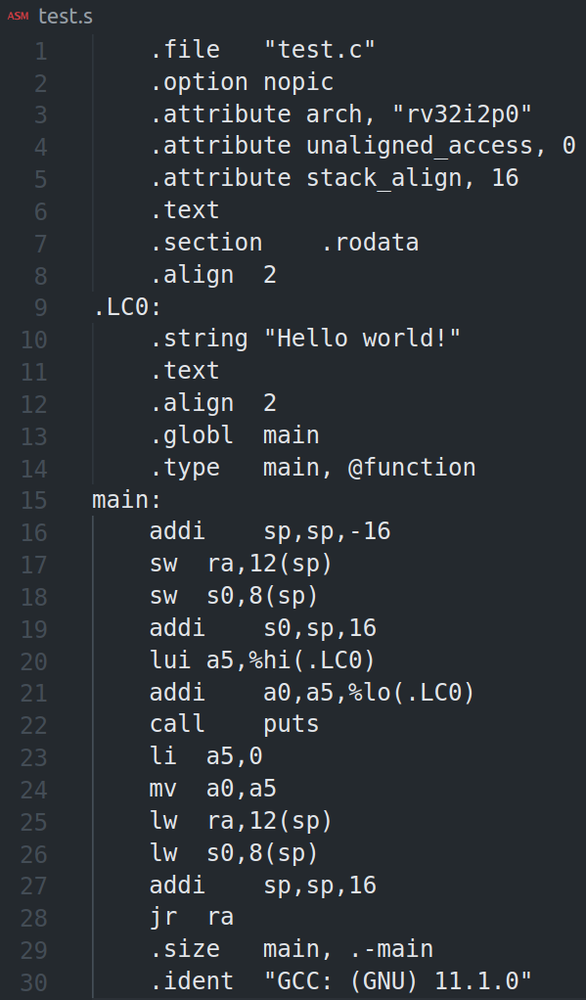 ASM test.s
1 .file "test.c"
2 .option nopic
3 .attribute arch, "rv32i2p0"
4 .attribute unaligned_access, 0
5 .attribute stack_align, 16
6 .text
7 .section .rodata
8 .align 2
9 .LC0:
10 .string "Hello world!"
11 .text
12 .align 2
13 .globl main
14 .type main, @function
15 main:
16 addi sp,sp,-16
17 sw ra,12(sp)
18 sw s0,8(sp)
19 addi s0,sp,16
20 lui a5,%hi(.LC0)
21 addi a0,a5,%lo(.LC0)
22 call puts
23 li a5,0
24 mv a0,a5
25 lw ra,12(sp)
26 lw s0,8(sp)
27 addi sp,sp,16
28 jr ra
29 .size main, .-main
30 .ident "GCC: (GNU) 11.1.0"